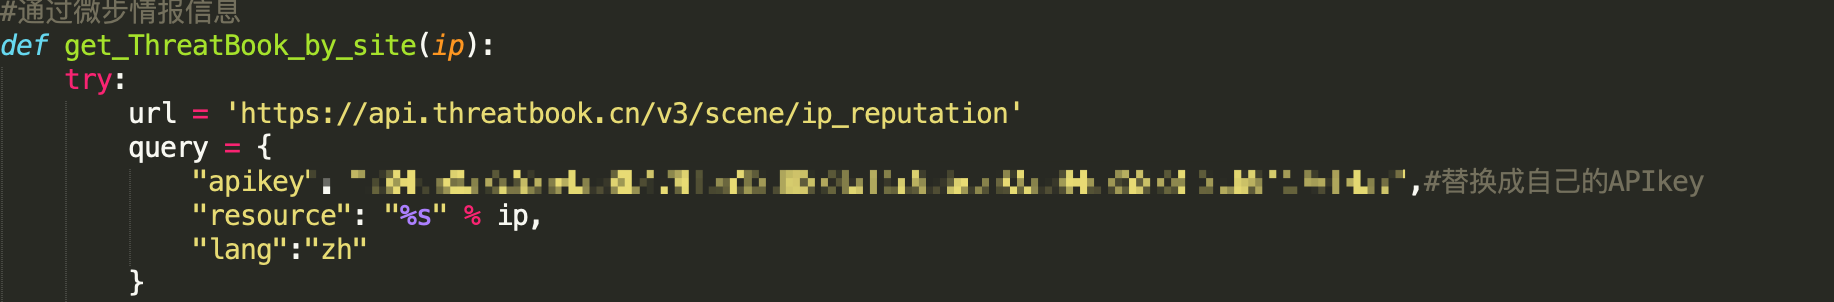 #通过微步情报信息
def get_ThreatBook_by_site(ip):
try:
url = 'https://api.threatbook.cn/v3/scene/ip_reputation'
query = {
"apikey ,#替换成自己的APIkey
"resource": "%s" % ip,
"lang":"zh"
}